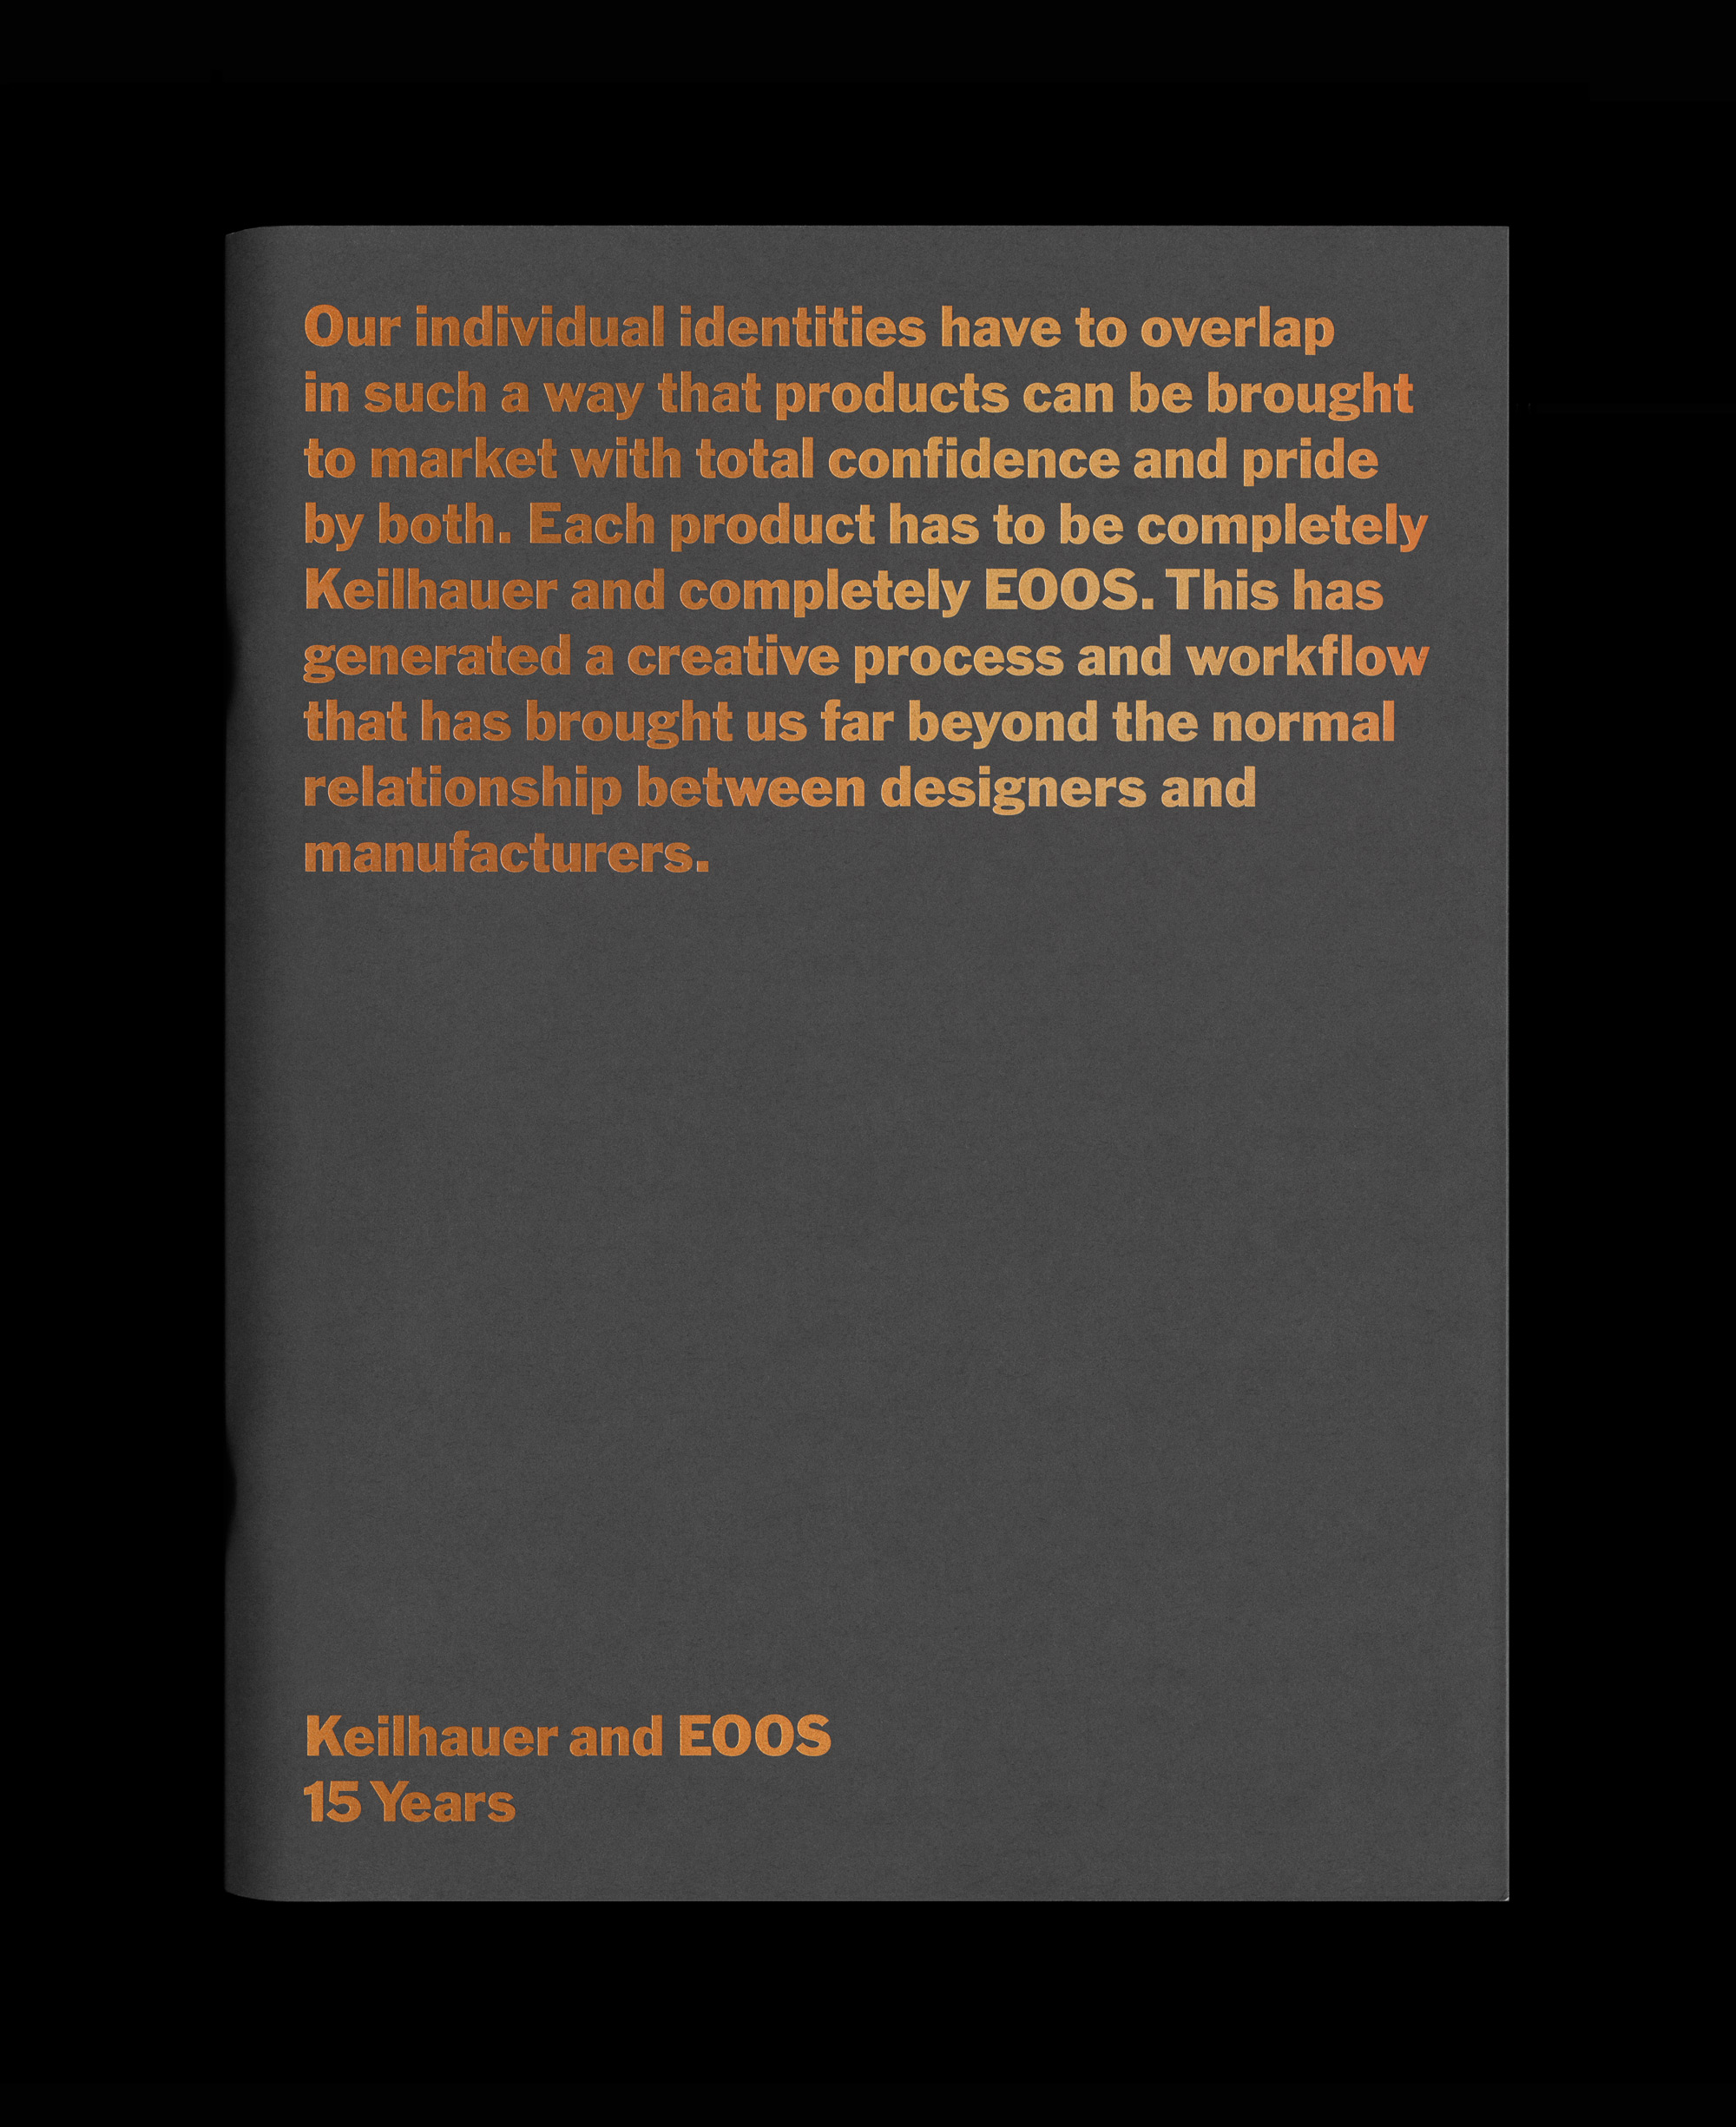 Our individual identities have to overlap
in such a way that products can be brought
to market with total confidence and pride
by both. Each product has to be completely
Keilhauer and completely EOOS. This has
generated a creative process and workflow
that has brought us far beyond the normal
relationship between designers and
manufacturers.
Keilhauer and EOOS
15 Years